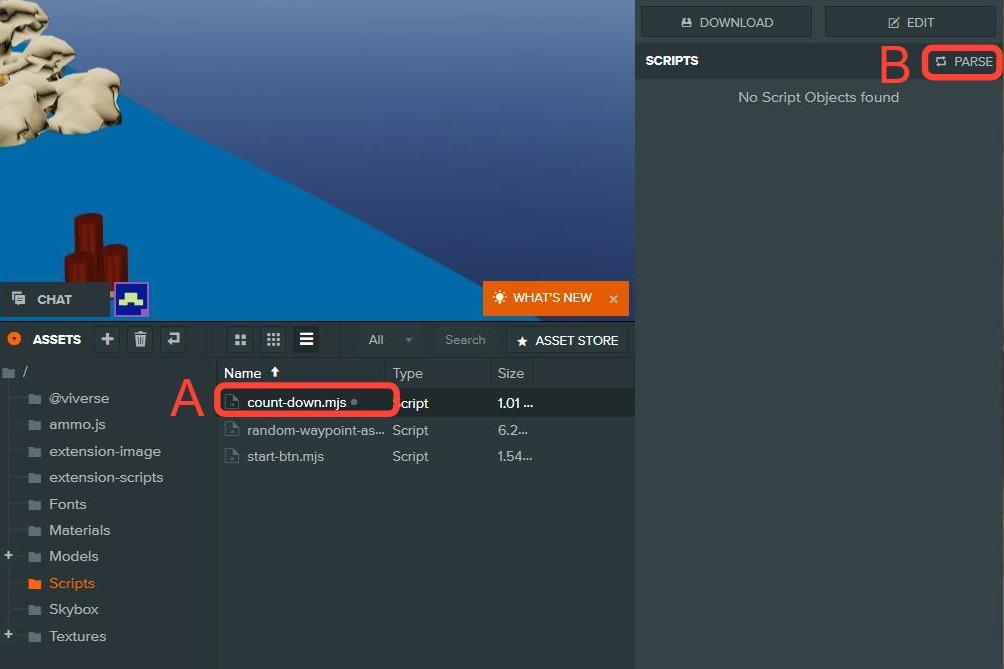 DOWNLOAD
EDIT
SCRIPTS
B
PARSE
No Script Objects found
CHAT
WHAT'S NEW
ASSETS
All
Search
ASSET STORE
/
@viverse
ammo.js
extension-image
extension-scripts
Fonts
Materials
Models
Scripts
Skybox
Textures
Name Type Size
A
count-down.mjs Script 1.01 ...
random-waypoint-as... Script 6.2...
start-btn.mjs Script 1.54...